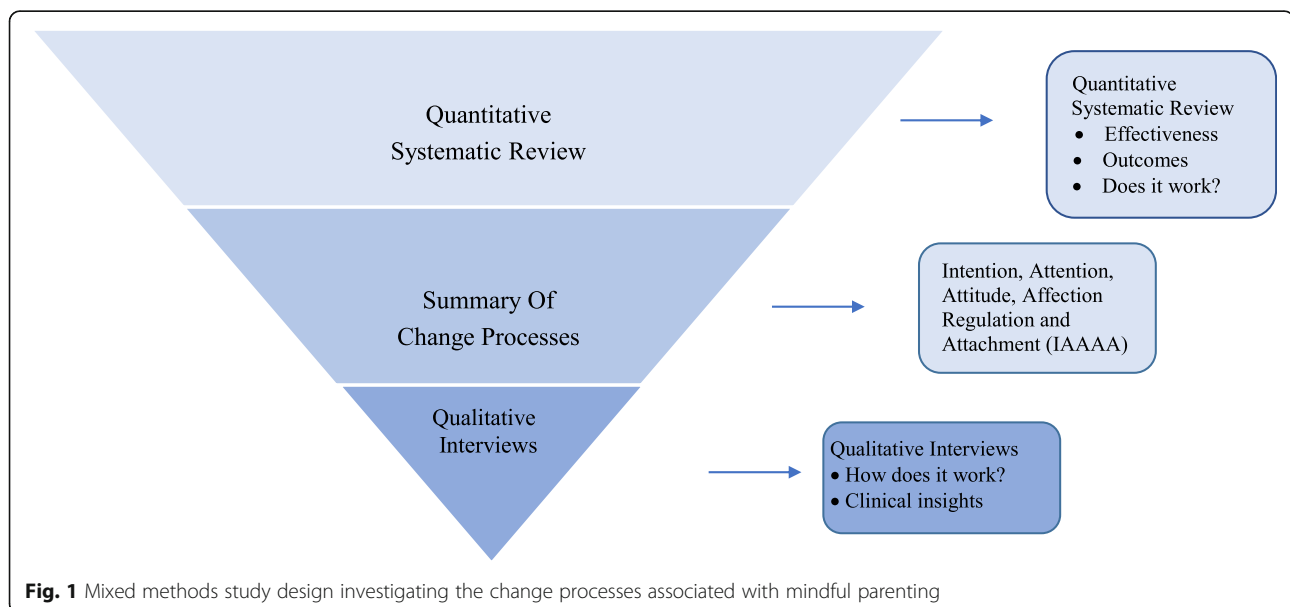 Quantitative
Systematic Review
Quantitative
Systematic Review
• Effectiveness
• Outcomes
• Does it work?
Summary Of
Change Processes
Intention, Attention,
Attitude, Affection
Regulation and
Attachment (IAAAA)
Qualitative
Interviews
Qualitative Interviews
• How does it work?
• Clinical insights
Fig. 1 Mixed methods study design investigating the change processes associated with mindful parenting